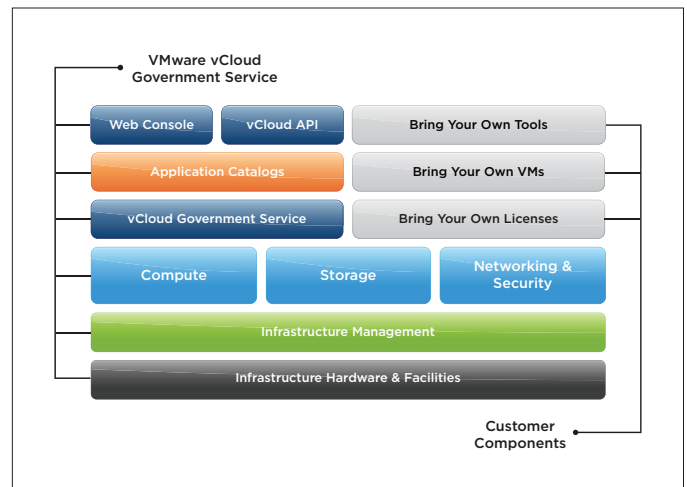 VMware vCloud
Government Service
Web Console
vCloud API
Bring Your Own Tools
Application Catalogs
Bring Your Own VMs
vCloud Government Service
Bring Your Own Licenses
Compute
Storage
Networking &
Security
Infrastructure Management
Infrastructure Hardware & Facilities
Customer
Components